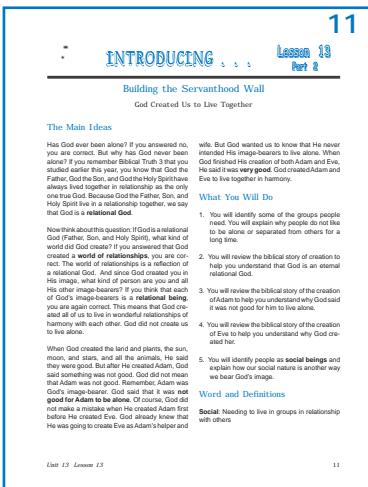 11
*
*
INTRODUCING . . .
Lesson 13
Part 2
Building the Servanthood Wall
God Created Us to Live Together
The Main Ideas
Has God ever been alone? If you answered no,
you are correct. But why has God never been
alone? If you remember Biblical Truth 3 that you
studied earlier this year, you know that God the
Father, God the Son, and God the Holy Spirit have
always lived together in relationship as the only
one true God. Because God the Father, Son, and
Holy Spirit live in a relationship together, we say
that God is a relational God.
Now think about this question: If God is a relational
God (Father, Son, and Holy Spirit), what kind of
world did God create? If you answered that God
created a world of relationships, you are cor-
rect. The world of relationships is a reflection of
a relational God. And since God created you in
His image, what kind of person are you and all
His other image-bearers? If you think that each
of God's image-bearers is a relational being,
you are again correct. This means that God cre-
ated all of us to live in wonderful relationships of
harmony with each other. God did not create us
to live alone.
When God created the land and plants, the sun,
moon, and stars, and all the animals, He said
they were good. But after He created Adam, God
said something was not good. God did not mean
that Adam was not good. Remember, Adam was
God's image-bearer. God said that it was not
good for Adam to be alone. Of course, God did
not make a mistake when He created Adam first
before He created Eve. God already knew that
He was going to create Eve as Adam's helper and
wife. But God wanted us to know that He never
intended His image-bearers to live alone. When
God finished His creation of both Adam and Eve,
He said it was very good. God created Adam and
Eve to live together in harmony.
What You Will Do
1. You will identify some of the groups people
need. You will explain why people do not like
to be alone or separated from others for a
long time.
2. You will review the biblical story of creation to
help you understand that God is an eternal
relational God.
3. You will review the biblical story of the creation
of Adam to help you understand why God said
it was not good for him to live alone.
4. You will review the biblical story of the creation
of Eve to help you understand why God cre-
ated her.
5. You will identify people as social beings and
explain how our social nature is another way
we bear God's image.
Word and Definitions
Social: Needing to live in groups in relationship
with others
Unit 13 Lesson 13
11